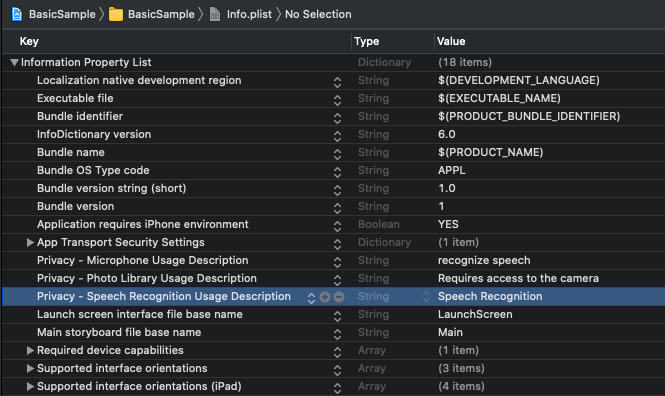 BasicSample BasicSample Info.plist No Selection
Key Type Value
Information Property List Dictionary (18 items)
Localization native development region String $(DEVELOPMENT_LANGUAGE)
Executable file String $(EXECUTABLE_NAME)
Bundle identifier String $(PRODUCT_BUNDLE_IDENTIFIER)
InfoDictionary version String 6.0
Bundle name String $(PRODUCT_NAME)
Bundle OS Type code String APPL
Bundle version string (short) String 1.0
Bundle version String 1
Application requires iPhone environment Boolean YES
App Transport Security Settings Dictionary (1 item)
Privacy - Microphone Usage Description String recognize speech
Privacy - Photo Library Usage Description String Requires access to the camera
Privacy - Speech Recognition Usage Description String Speech Recognition
Launch screen interface file base name String LaunchScreen
Main storyboard file base name String Main
Required device capabilities Array (1 item)
Supported interface orientations Array (3 items)
Supported interface orientations (iPad) Array (4 items)